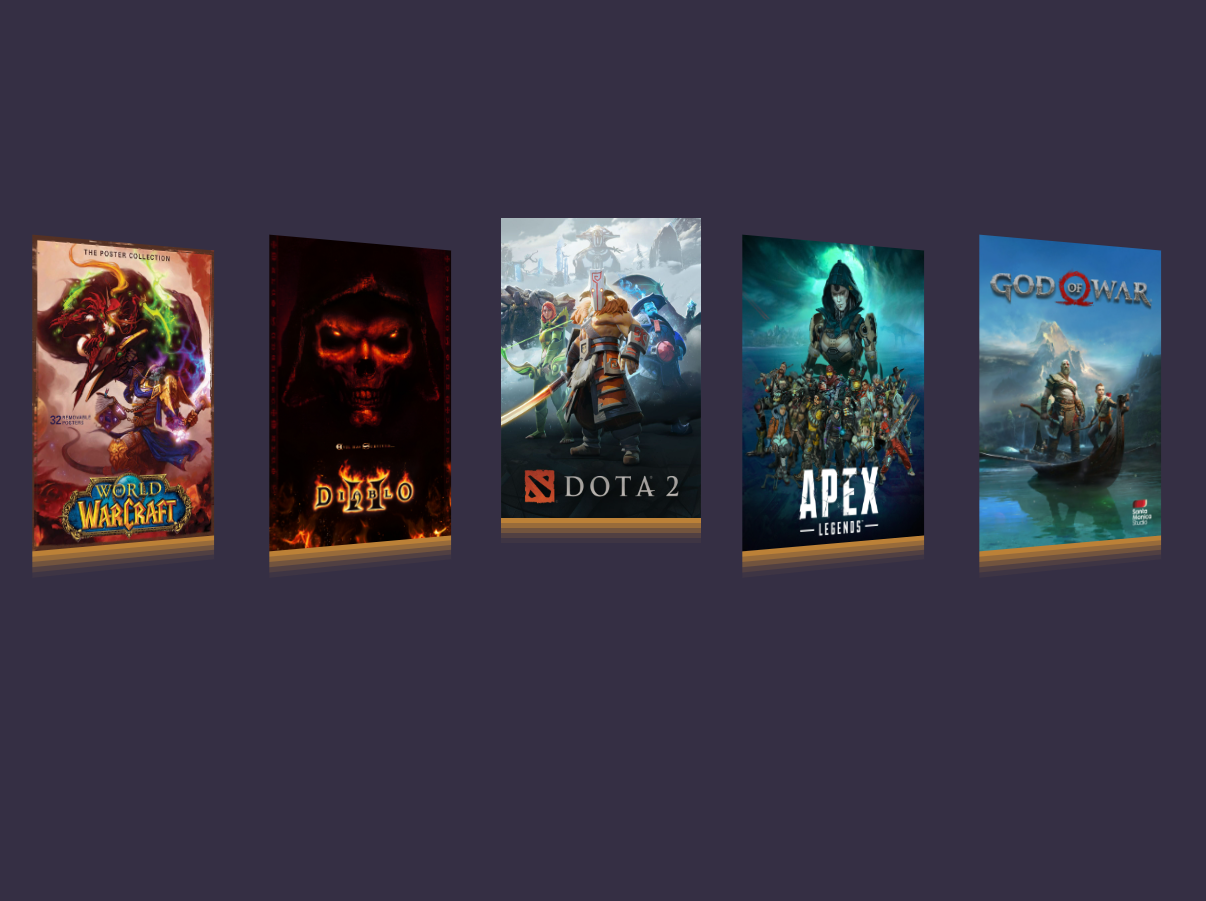 THE POSTER COLLECTION
32 REMOVABLE
POSTERS
WORLD
OF
WARCRAFT
DIABLO
II
DOTA 2
APEX
LEGENDS
GOD OF WAR
Santa
Monica
Studio